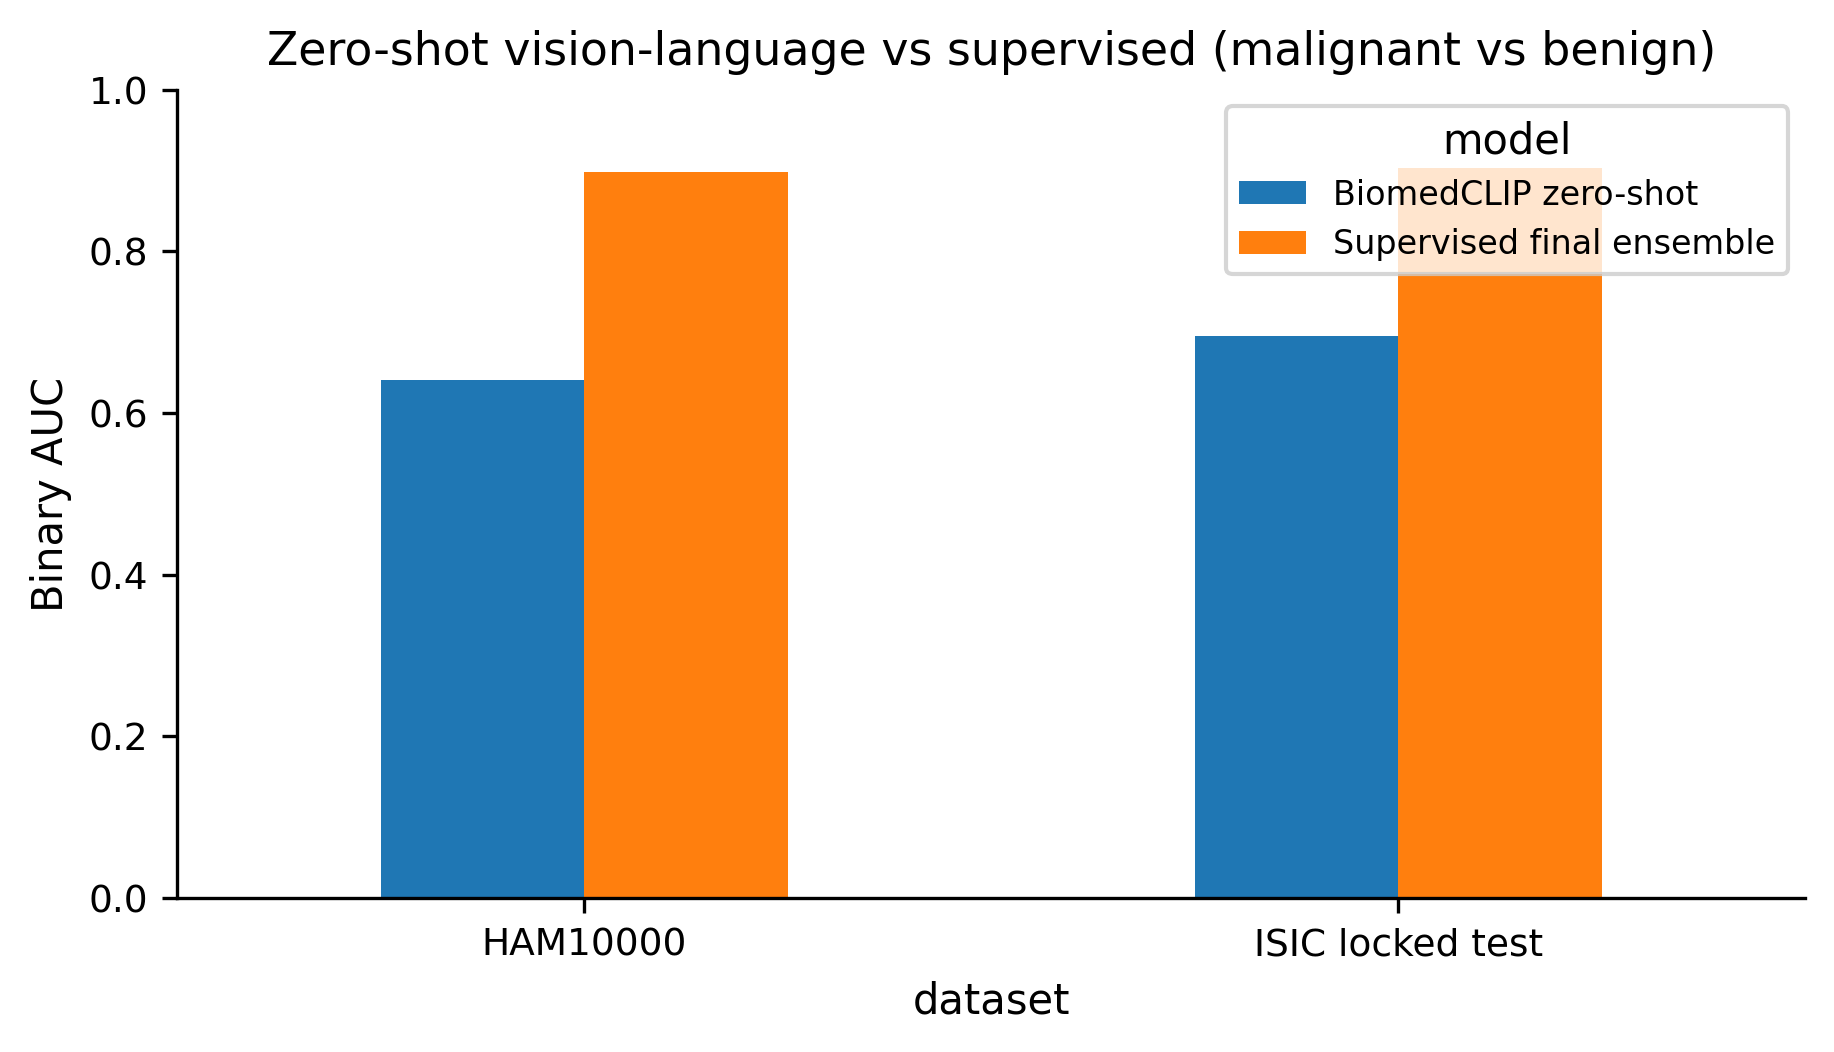 Zero-shot vision-language vs supervised (malignant vs benign)
1.0
0.8
0.6
0.4
0.2
0.0
Binary AUC
model
BiomedCLIP zero-shot
Supervised final ensemble
HAM10000
ISIC locked test
dataset